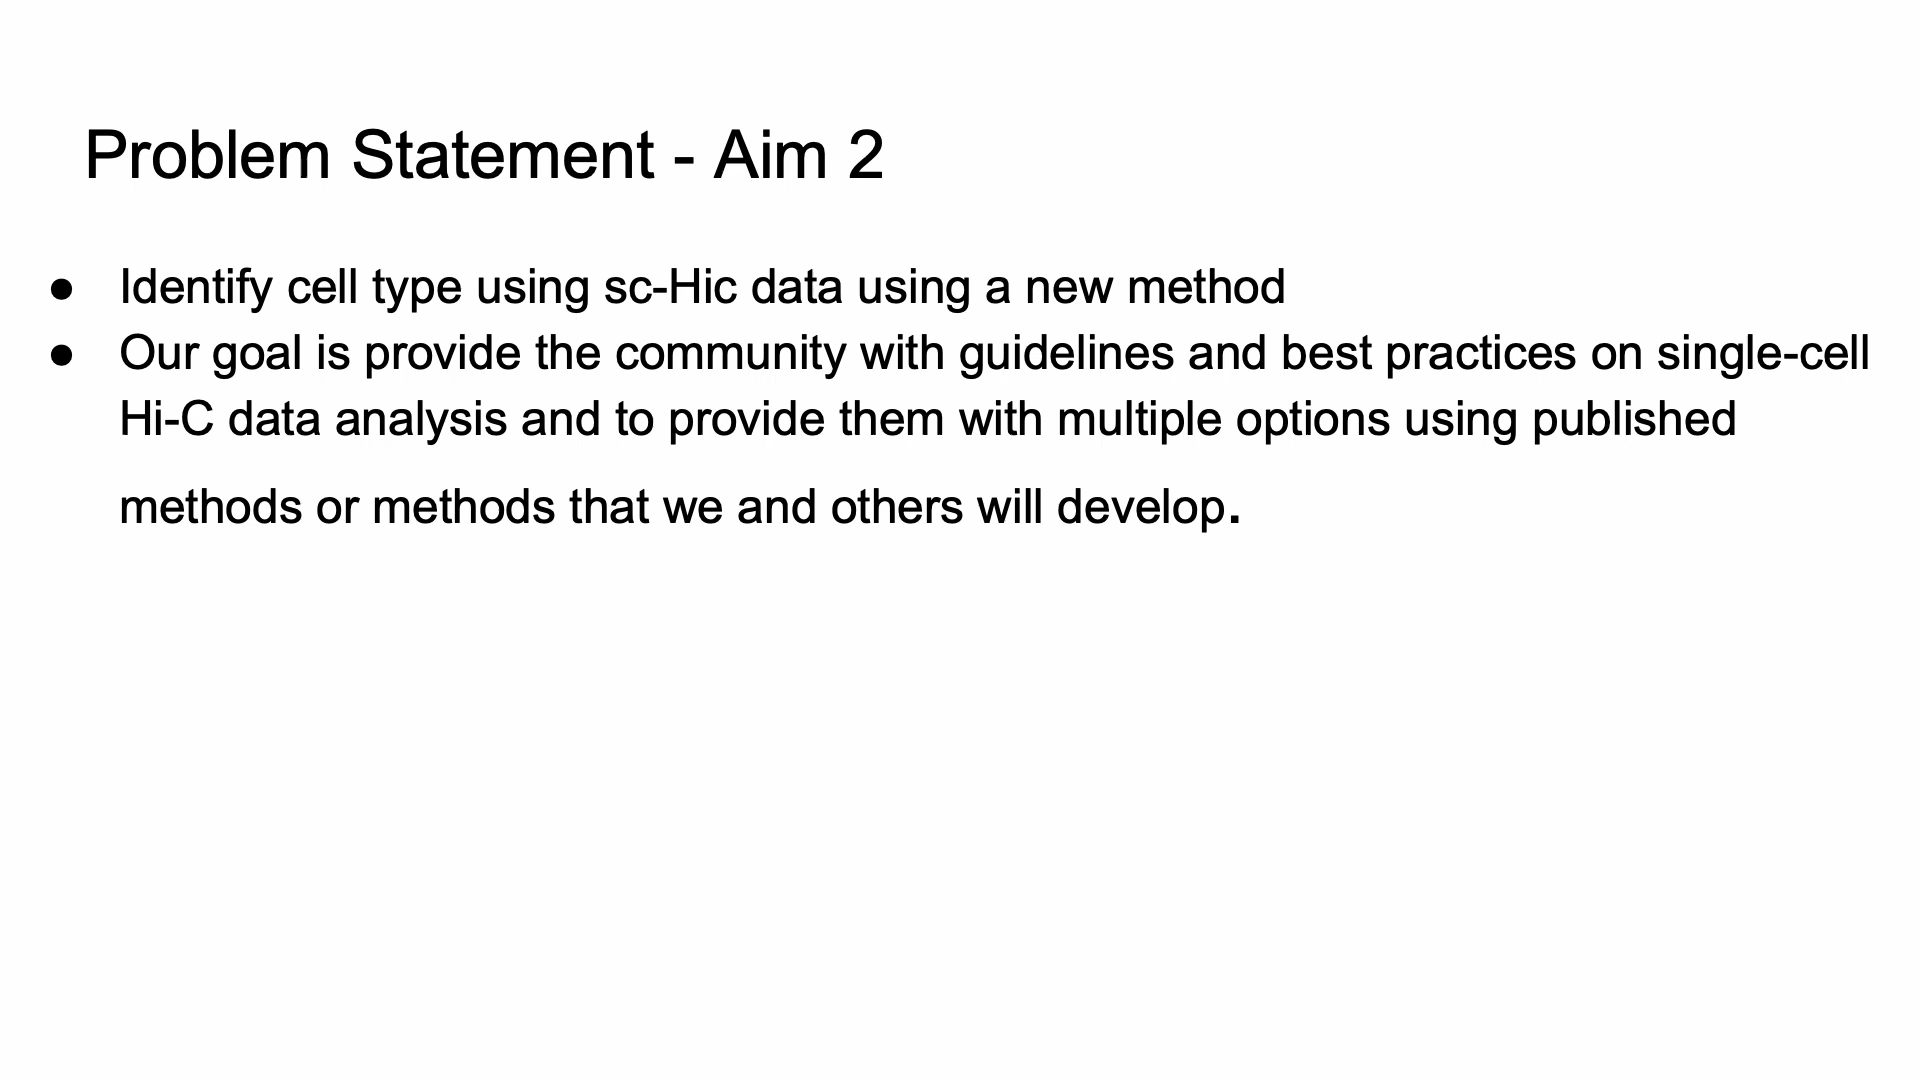 Problem Statement - Aim 2
● Identify cell type using sc-Hic data using a new method
● Our goal is provide the community with guidelines and best practices on single-cell
Hi-C data analysis and to provide them with multiple options using published
methods or methods that we and others will develop.